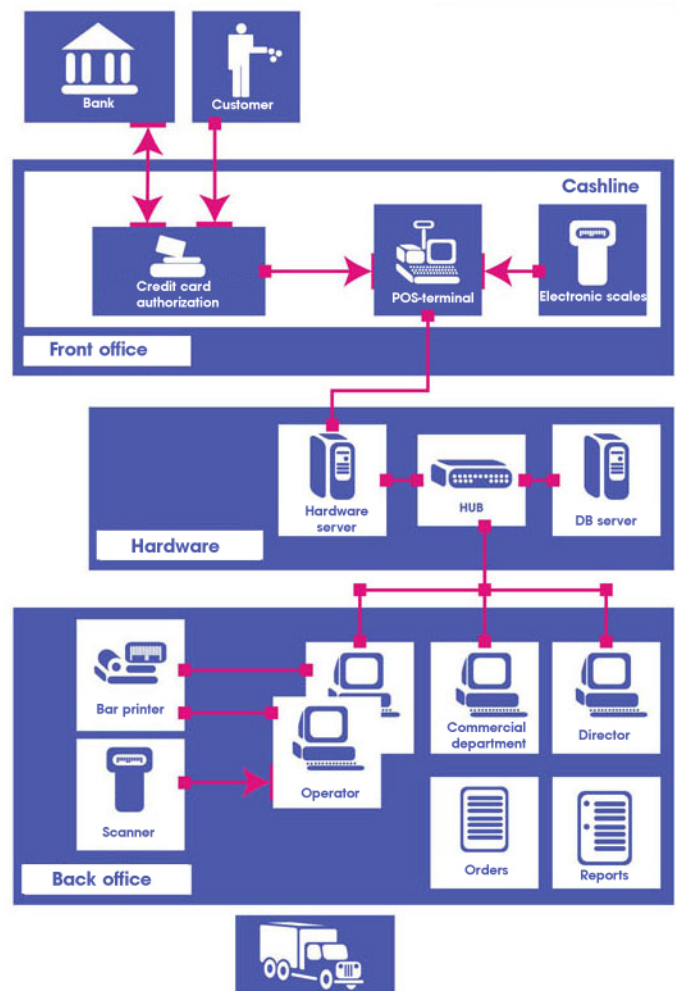 Bank
Customer
Cashline
Credit card
authorization
POS-terminal
Electronic scales
Front office
Hardware
server
HUB
DB server
Hardware
Bar printer
Commercial
department
Director
Operator
Scanner
Orders
Reports
Back office